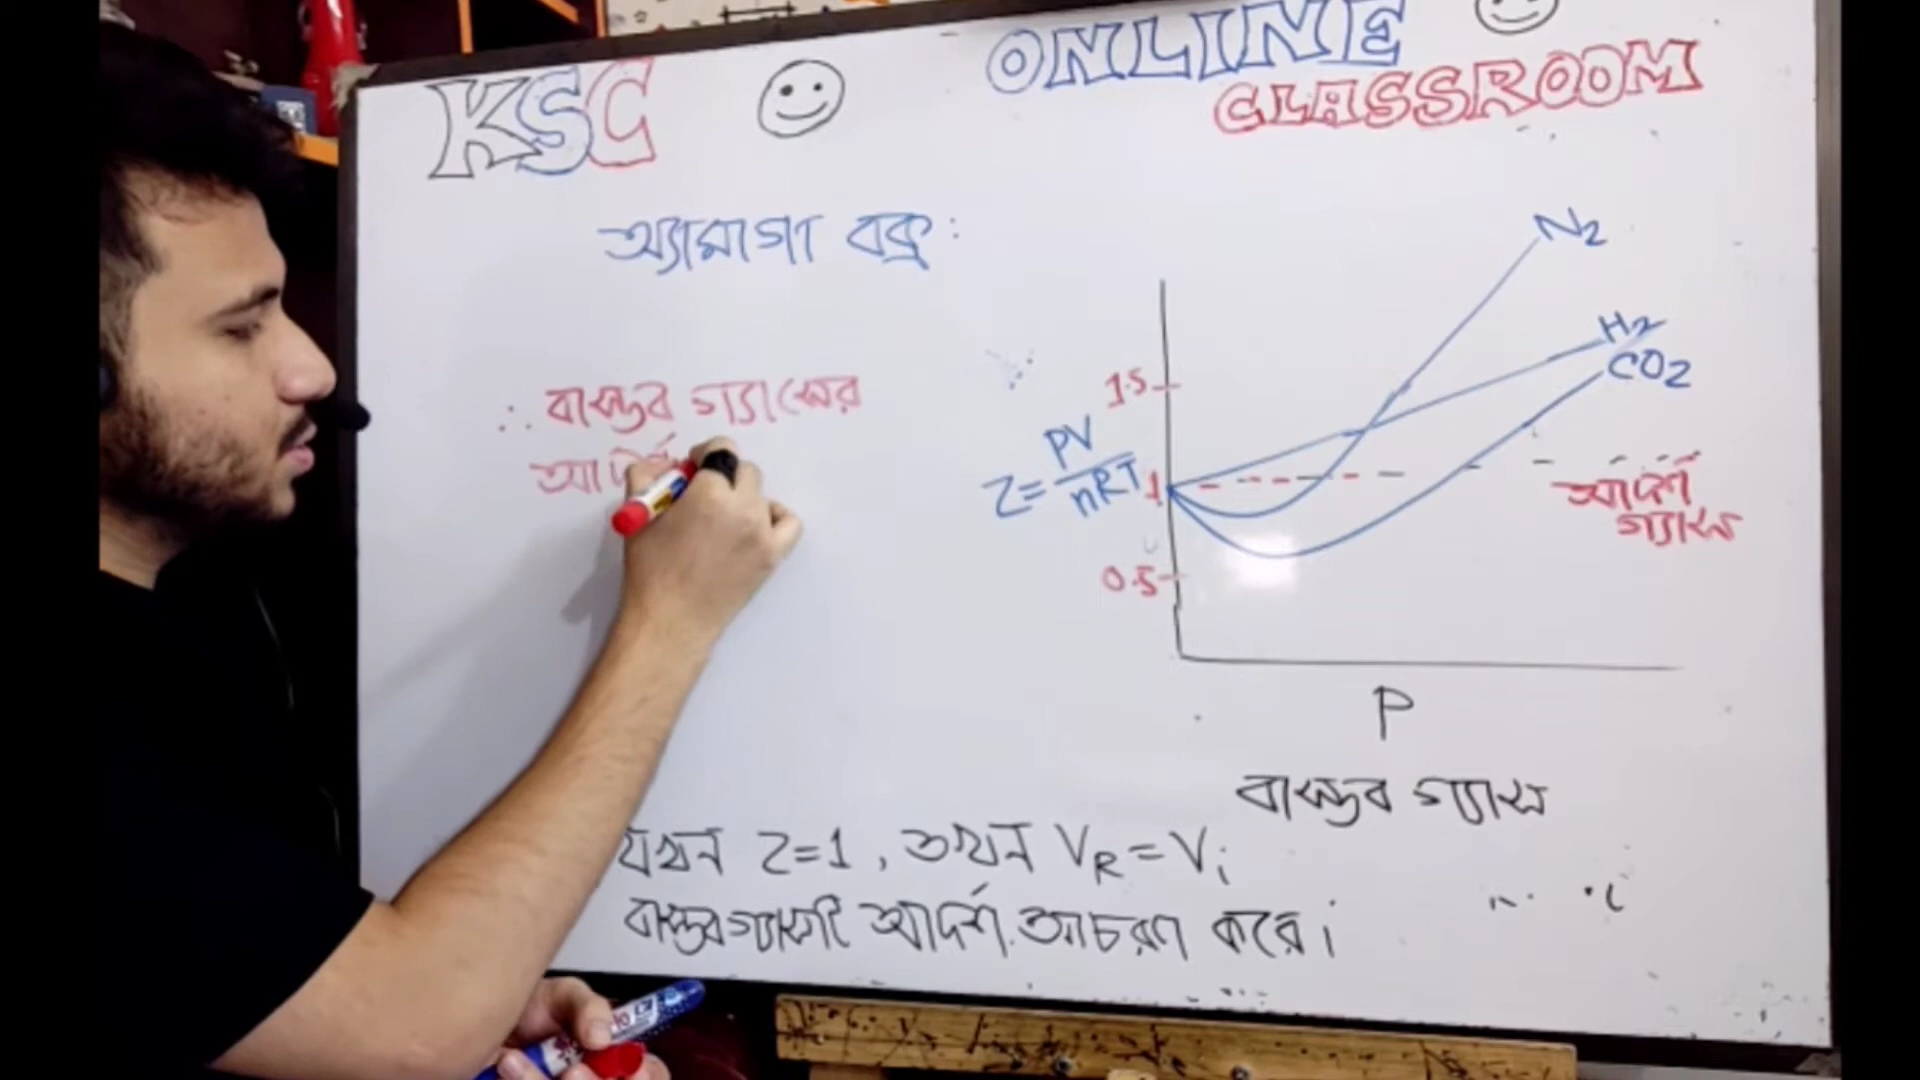 KSC
ONLINE
CLASSROOM
অ্যামাগা বক্র:
∴ বাস্তব গ্যাসের
N2
H2
CO2
1.5
Z= PV/nRT
1
0.5
আদর্শ
গ্যাস
P
বাস্তব গ্যাস
যখন Z=1, তখন VR=Vi
বাস্তব গ্যাসটি আদর্শ আচরণ করে।